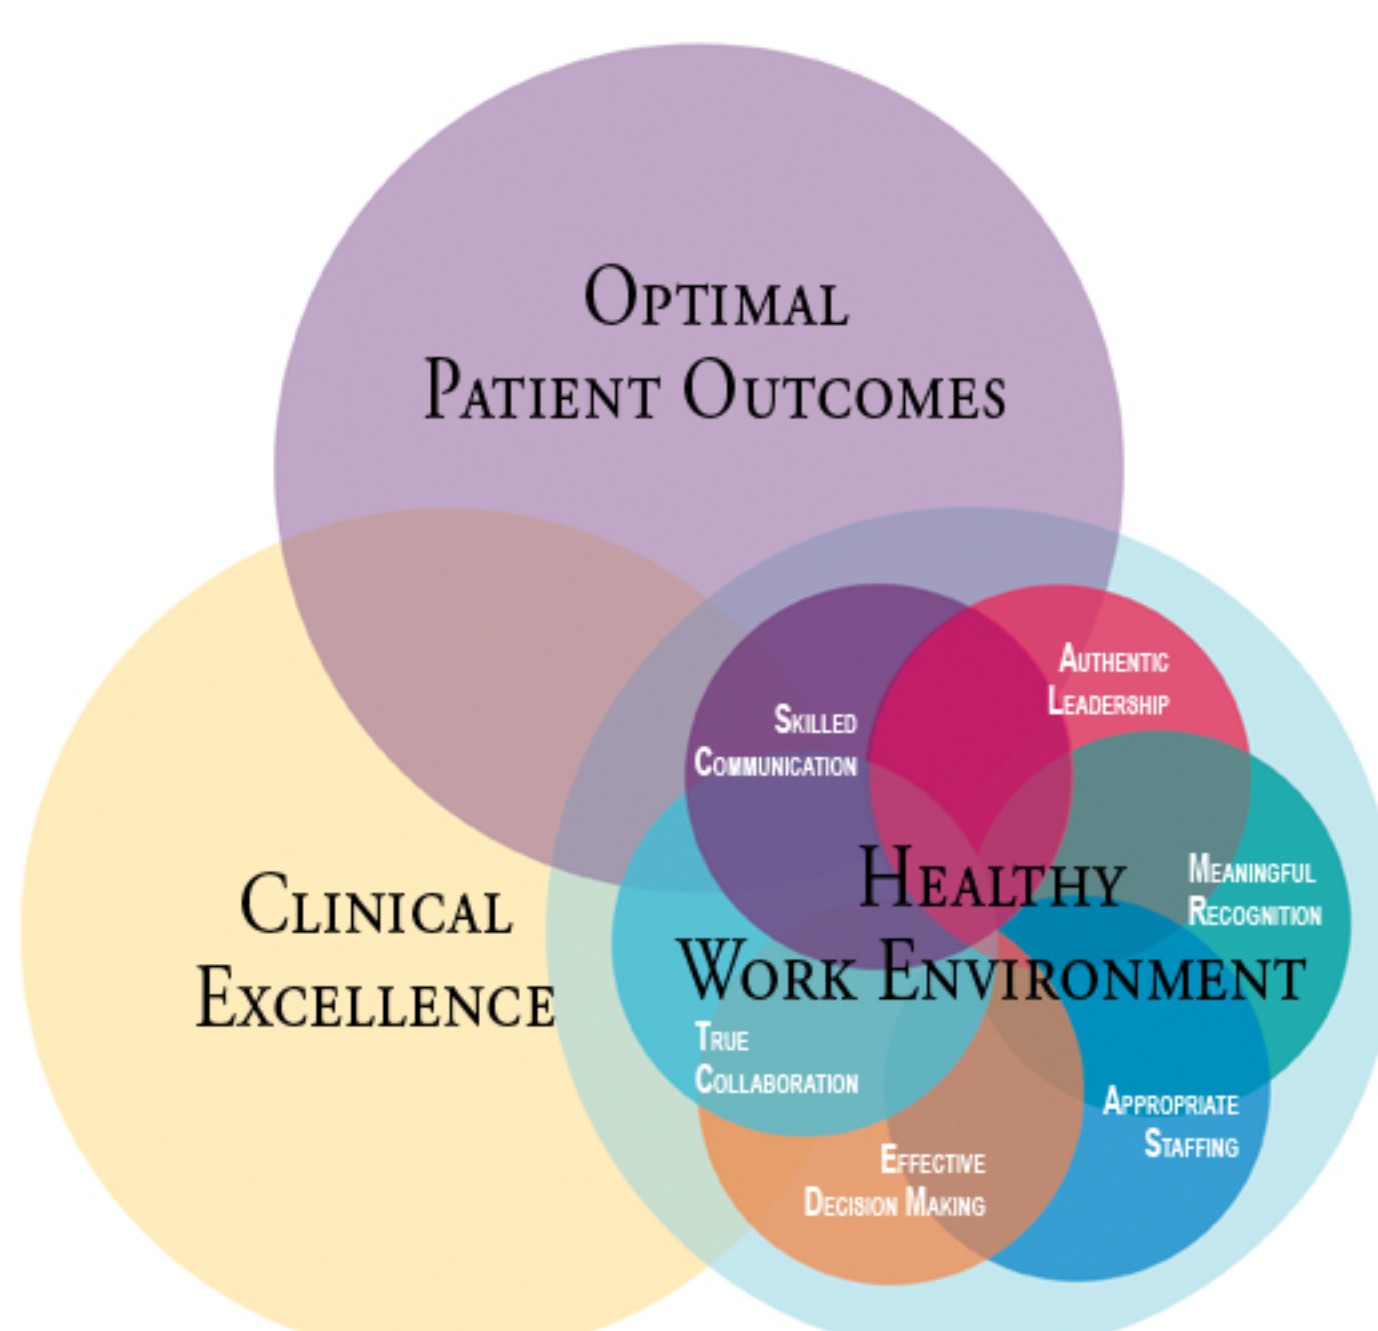 Optimal
Patient Outcomes
Clinical
Excellence
Healthy
Work Environment
Skilled
Communication
Authentic
Leadership
Meaningful
Recognition
True
Collaboration
Appropriate
Staffing
Effective
Decision Making